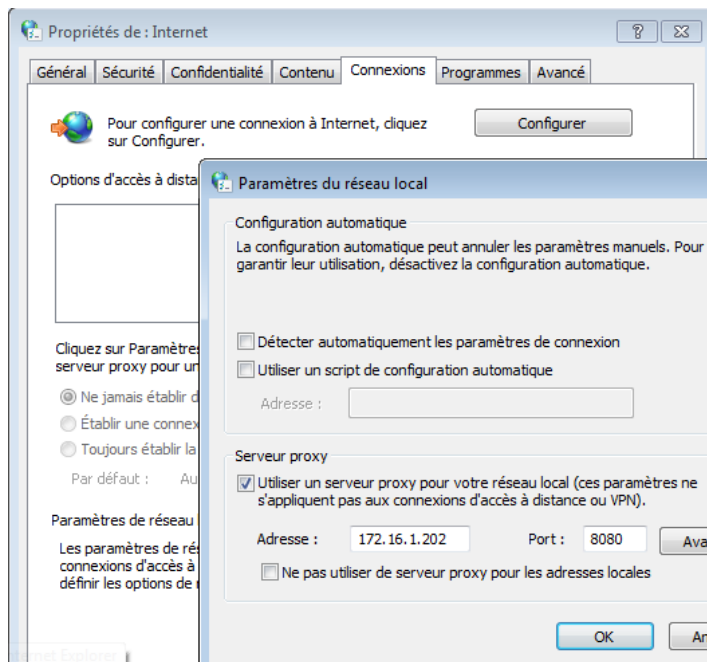 Propriétés de : Internet
Général Sécurité Confidentialité Contenu Connexions Programmes Avancé
Pour configurer une connexion à Internet, cliquez
sur Configurer.
Configurer
Options d'accès à dista
Paramètres du réseau local
Configuration automatique
La configuration automatique peut annuler les paramètres manuels. Pour
garantir leur utilisation, désactivez la configuration automatique.
Détecter automatiquement les paramètres de connexion
Utiliser un script de configuration automatique
Adresse :
Cliquez sur Paramètres
serveur proxy pour un
Ne jamais établir d
Établir une connex
Toujours établir la
Par défaut : Au
Serveur proxy
Utiliser un serveur proxy pour votre réseau local (ces paramètres ne
s'appliquent pas aux connexions d'accès à distance ou VPN).
Adresse : 172.16.1.202 Port : 8080 Ava
Ne pas utiliser de serveur proxy pour les adresses locales
Paramètres de réseau l
Les paramètres de rés
connexions d'accès à
définir les options de r
OK An
ternet Explorer